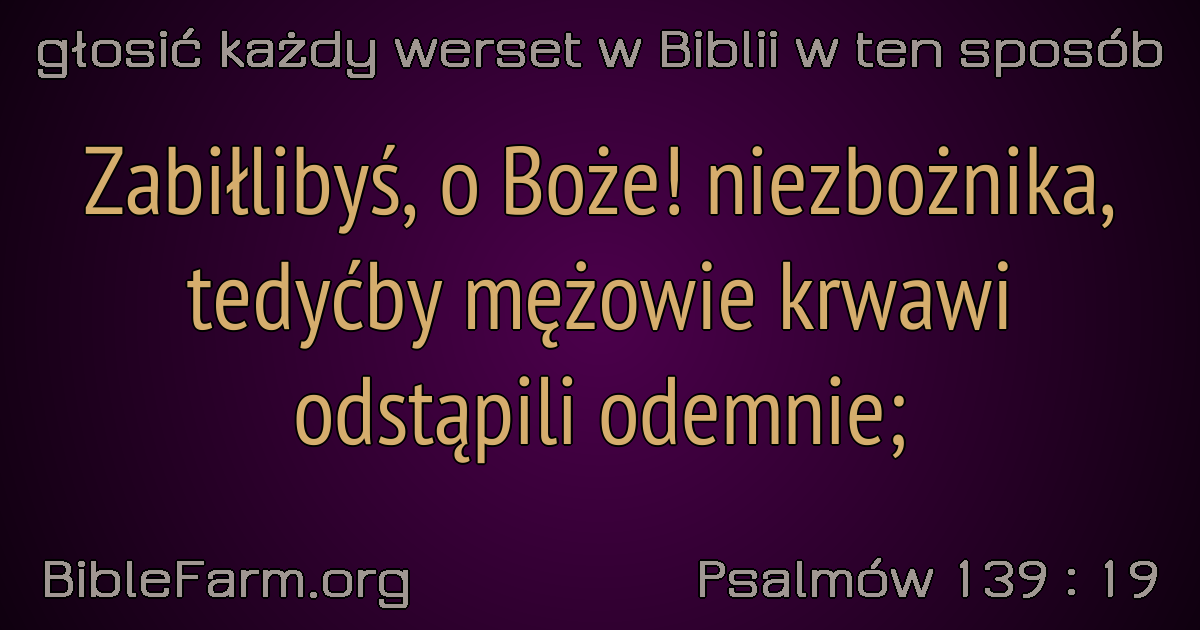 głosić każdy werset w Biblii w ten sposób
Zabiłlibyś, o Boże! niezbożnika,
tedyćby mężowie krwawi
odstąpili odemnie;
BibleFarm.org
Psalmów 139 : 19